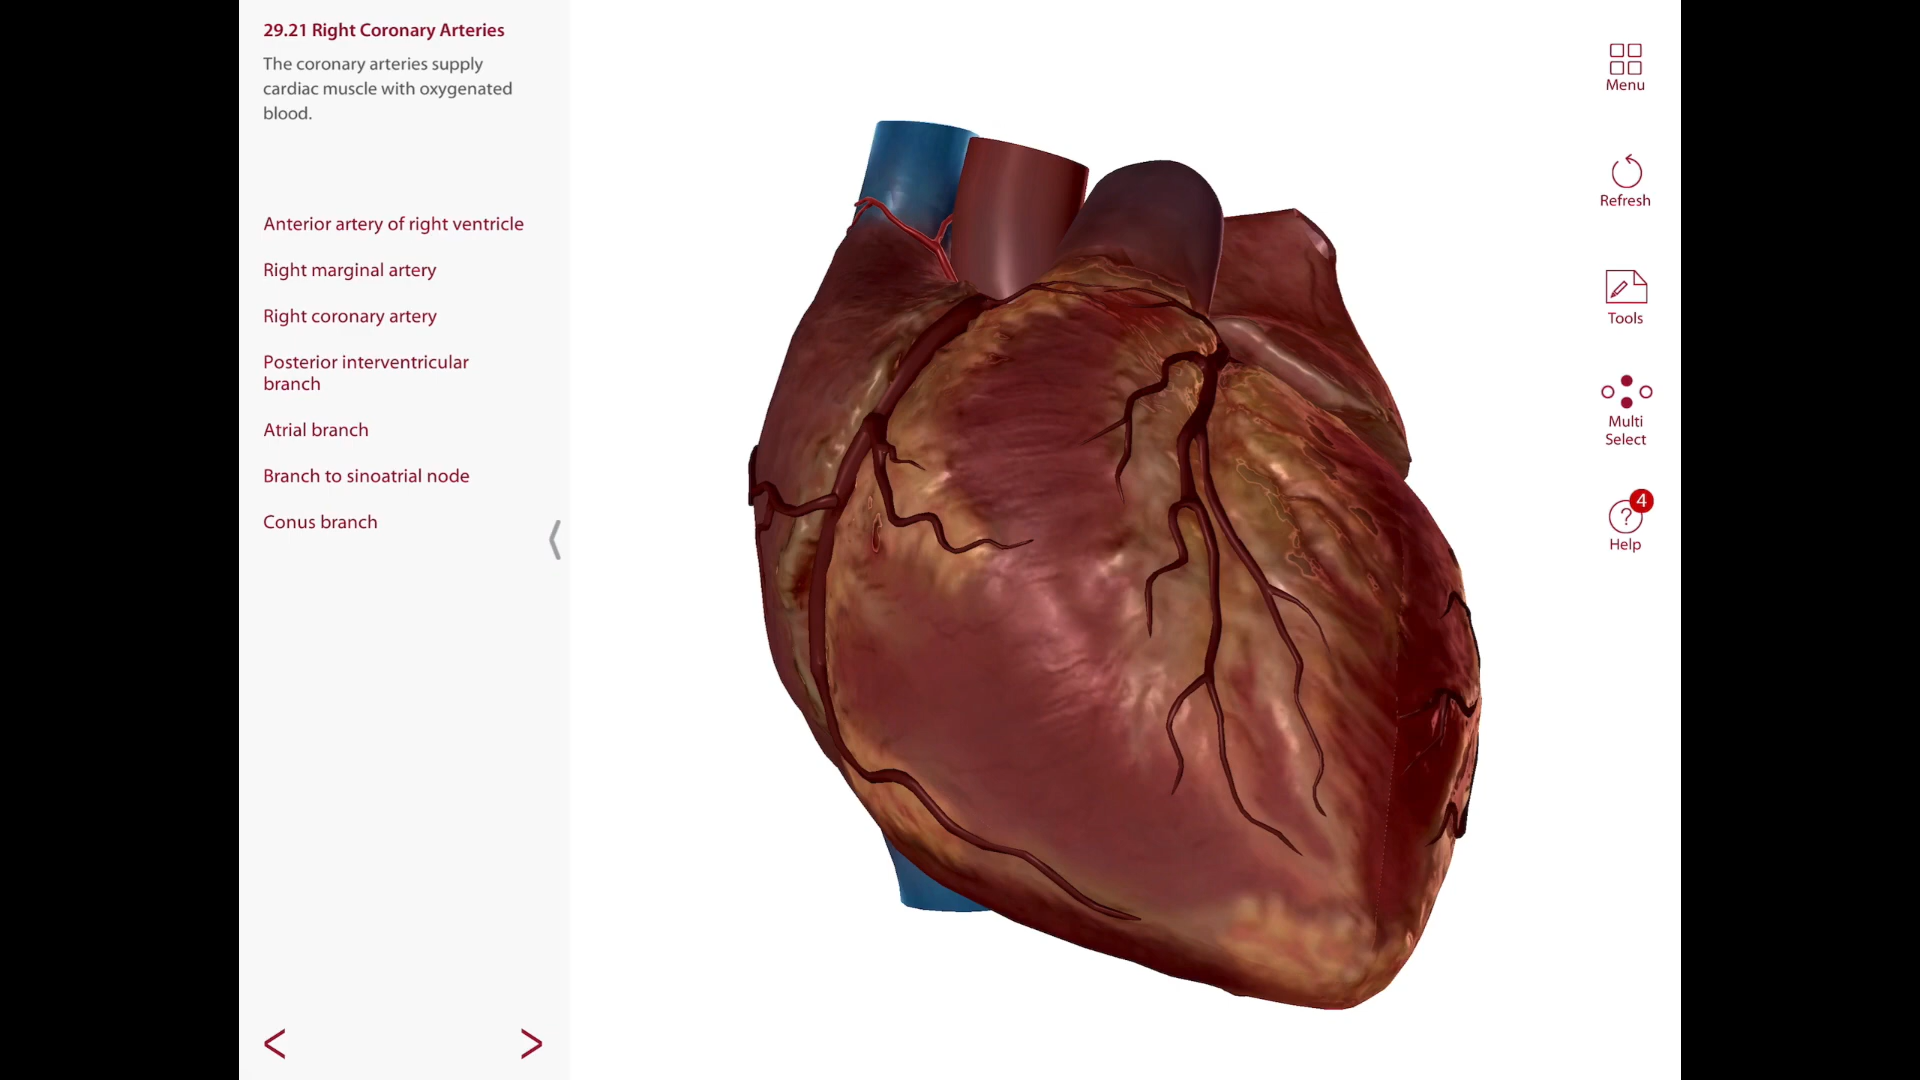 29.21 Right Coronary Arteries
The coronary arteries supply
cardiac muscle with oxygenated
blood.
Anterior artery of right ventricle
Right marginal artery
Right coronary artery
Posterior interventricular
branch
Atrial branch
Branch to sinoatrial node
Conus branch
Menu
Refresh
Tools
Multi
Select
4
?
Help